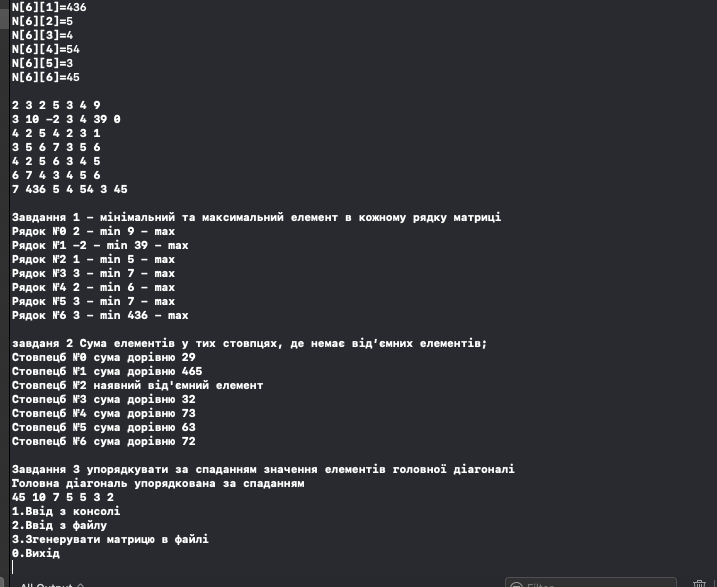 N[6][1]=436
N[6][2]=5
N[6][3]=4
N[6][4]=54
N[6][5]=3
N[6][6]=45
2 3 2 5 3 4 9
3 10 -2 3 4 39 0
4 2 5 4 2 3 1
3 5 6 7 3 5 6
4 2 5 6 3 4 5
6 7 4 3 4 5 6
7 436 5 4 54 3 45
Завдання 1 - мінімальний та максимальний елемент в кожному рядку матриці
Рядок №0 2 - min 9 - max
Рядок №1 -2 - min 39 - max
Рядок №2 1 - min 5 - max
Рядок №3 3 - min 7 - max
Рядок №4 2 - min 6 - max
Рядок №5 3 - min 7 - max
Рядок №6 3 - min 436 - max
завданя 2 Сума елементів у тих стовпцях, де немає від’ємних елементів;
Стовпецб №0 сума дорівню 29
Стовпецб №1 сума дорівню 465
Стовпецб №2 наявний від'ємний елемент
Стовпецб №3 сума дорівню 32
Стовпецб №4 сума дорівню 73
Стовпецб №5 сума дорівню 63
Стовпецб №6 сума дорівню 72
Завдання 3 упорядкувати за спаданням значення елементів головної діагоналі
Головна діагональ упорядкована за спаданням
45 10 7 5 5 3 2
1.Ввід з консолі
2.Ввід з файлу
3.Згенерувати матрицю в файлі
0.Вихід
All Output
Filter